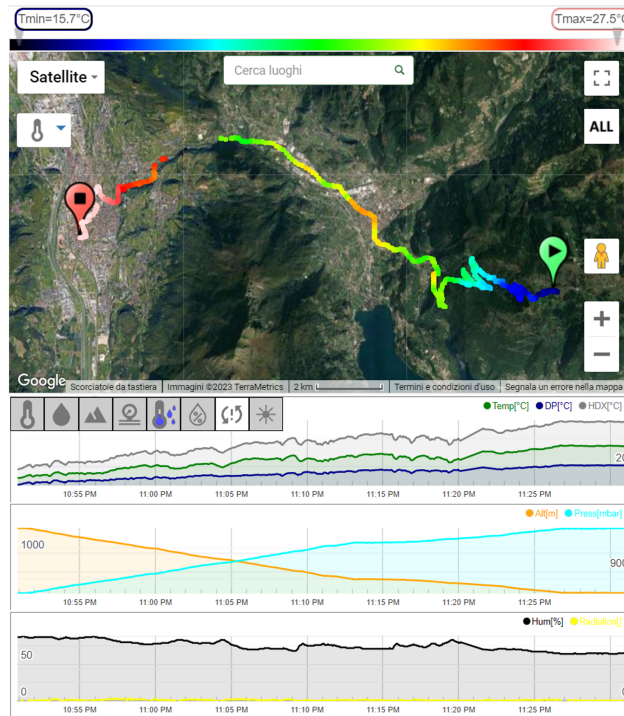 Tmin=15.7°C Tmax=27.5°C
Satellite Cerca luoghi
ALL
Google Scorciatoie da tastiera Immagini ©2023 TerraMetrics 2 km Termini e condizioni d'uso Segnala un errore nella mappa
Temp[°C] DP[°C] HDX[°C]
20
10:55 PM 11:00 PM 11:05 PM 11:10 PM 11:15 PM 11:20 PM 11:25 PM
Alt[m] Press[mbar]
1000
900
10:55 PM 11:00 PM 11:05 PM 11:10 PM 11:15 PM 11:20 PM 11:25 PM
Hum[%] Radiation[]
50
0 0
10:55 PM 11:00 PM 11:05 PM 11:10 PM 11:15 PM 11:20 PM 11:25 PM